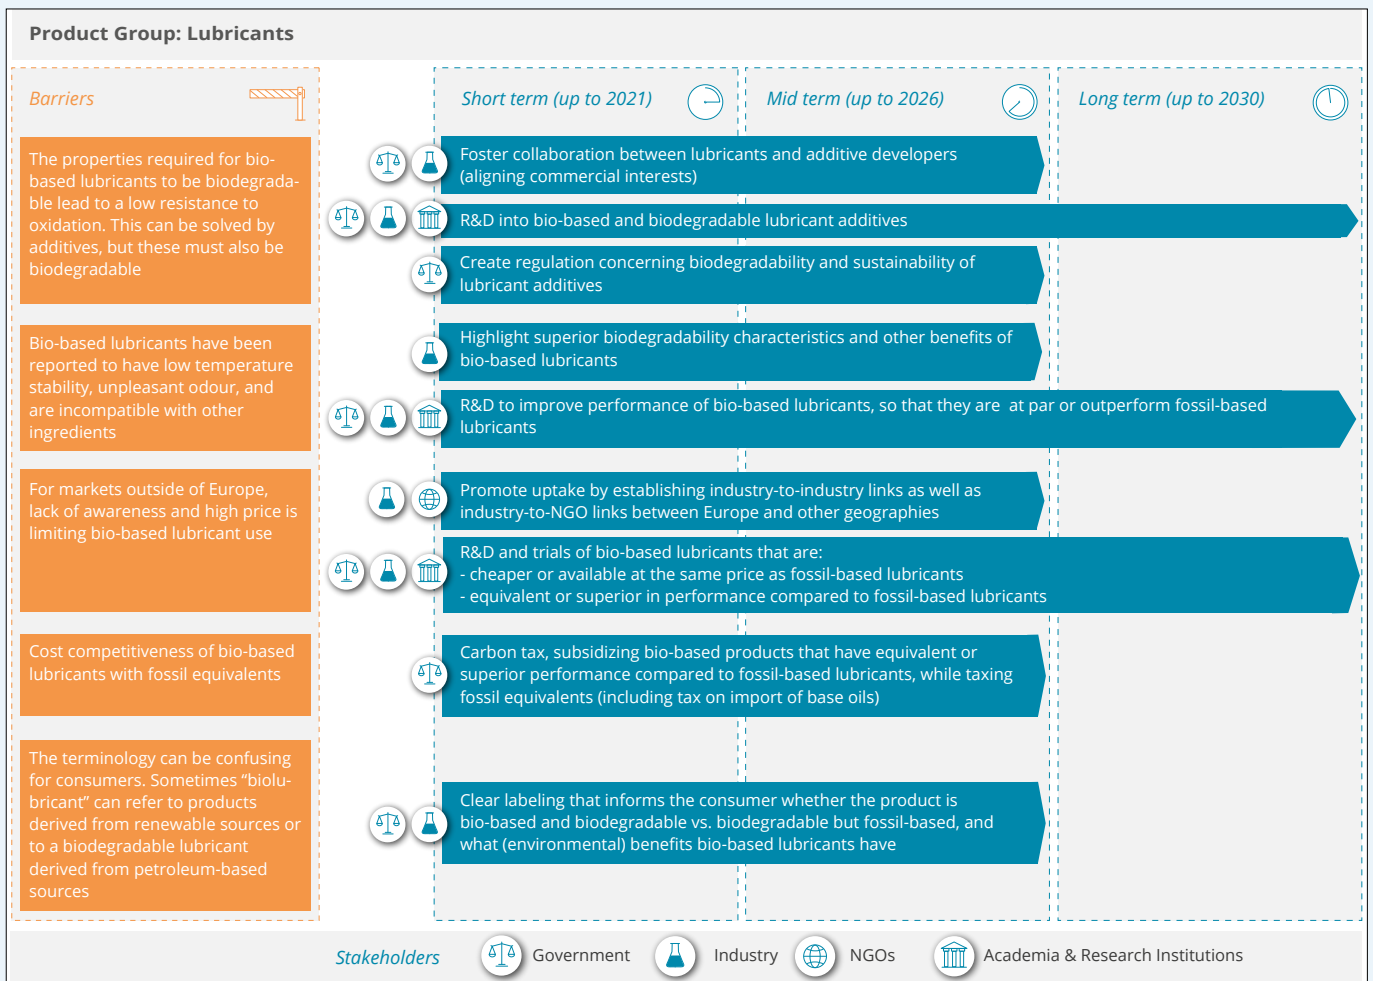 Product Group: Lubricants
Barriers
Short term (up to 2021)
Mid term (up to 2026)
Long term (up to 2030)
The properties required for bio-
based lubricants to be biodegrada-
ble lead to a low resistance to
oxidation. This can be solved by
additives, but these must also be
biodegradable
Foster collaboration between lubricants and additive developers
(aligning commercial interests)
R&D into bio-based and biodegradable lubricant additives
Create regulation concerning biodegradability and sustainability of
lubricant additives
Bio-based lubricants have been
reported to have low temperature
stability, unpleasant odour, and
are incompatible with other
ingredients
Highlight superior biodegradability characteristics and other benefits of
bio-based lubricants
R&D to improve performance of bio-based lubricants, so that they are at par or outperform fossil-based
lubricants
For markets outside of Europe,
lack of awareness and high price is
limiting bio-based lubricant use
Promote uptake by establishing industry-to-industry links as well as
industry-to-NGO links between Europe and other geographies
R&D and trials of bio-based lubricants that are:
- cheaper or available at the same price as fossil-based lubricants
- equivalent or superior in performance compared to fossil-based lubricants
Cost competitiveness of bio-based
lubricants with fossil equivalents
Carbon tax, subsidizing bio-based products that have equivalent or
superior performance compared to fossil-based lubricants, while taxing
fossil equivalents (including tax on import of base oils)
The terminology can be confusing
for consumers. Sometimes “biolu-
bricant” can refer to products
derived from renewable sources or
to a biodegradable lubricant
derived from petroleum-based
sources
Clear labeling that informs the consumer whether the product is
bio-based and biodegradable vs. biodegradable but fossil-based, and
what (environmental) benefits bio-based lubricants have
Stakeholders
Government
Industry
NGOs
Academia & Research Institutions